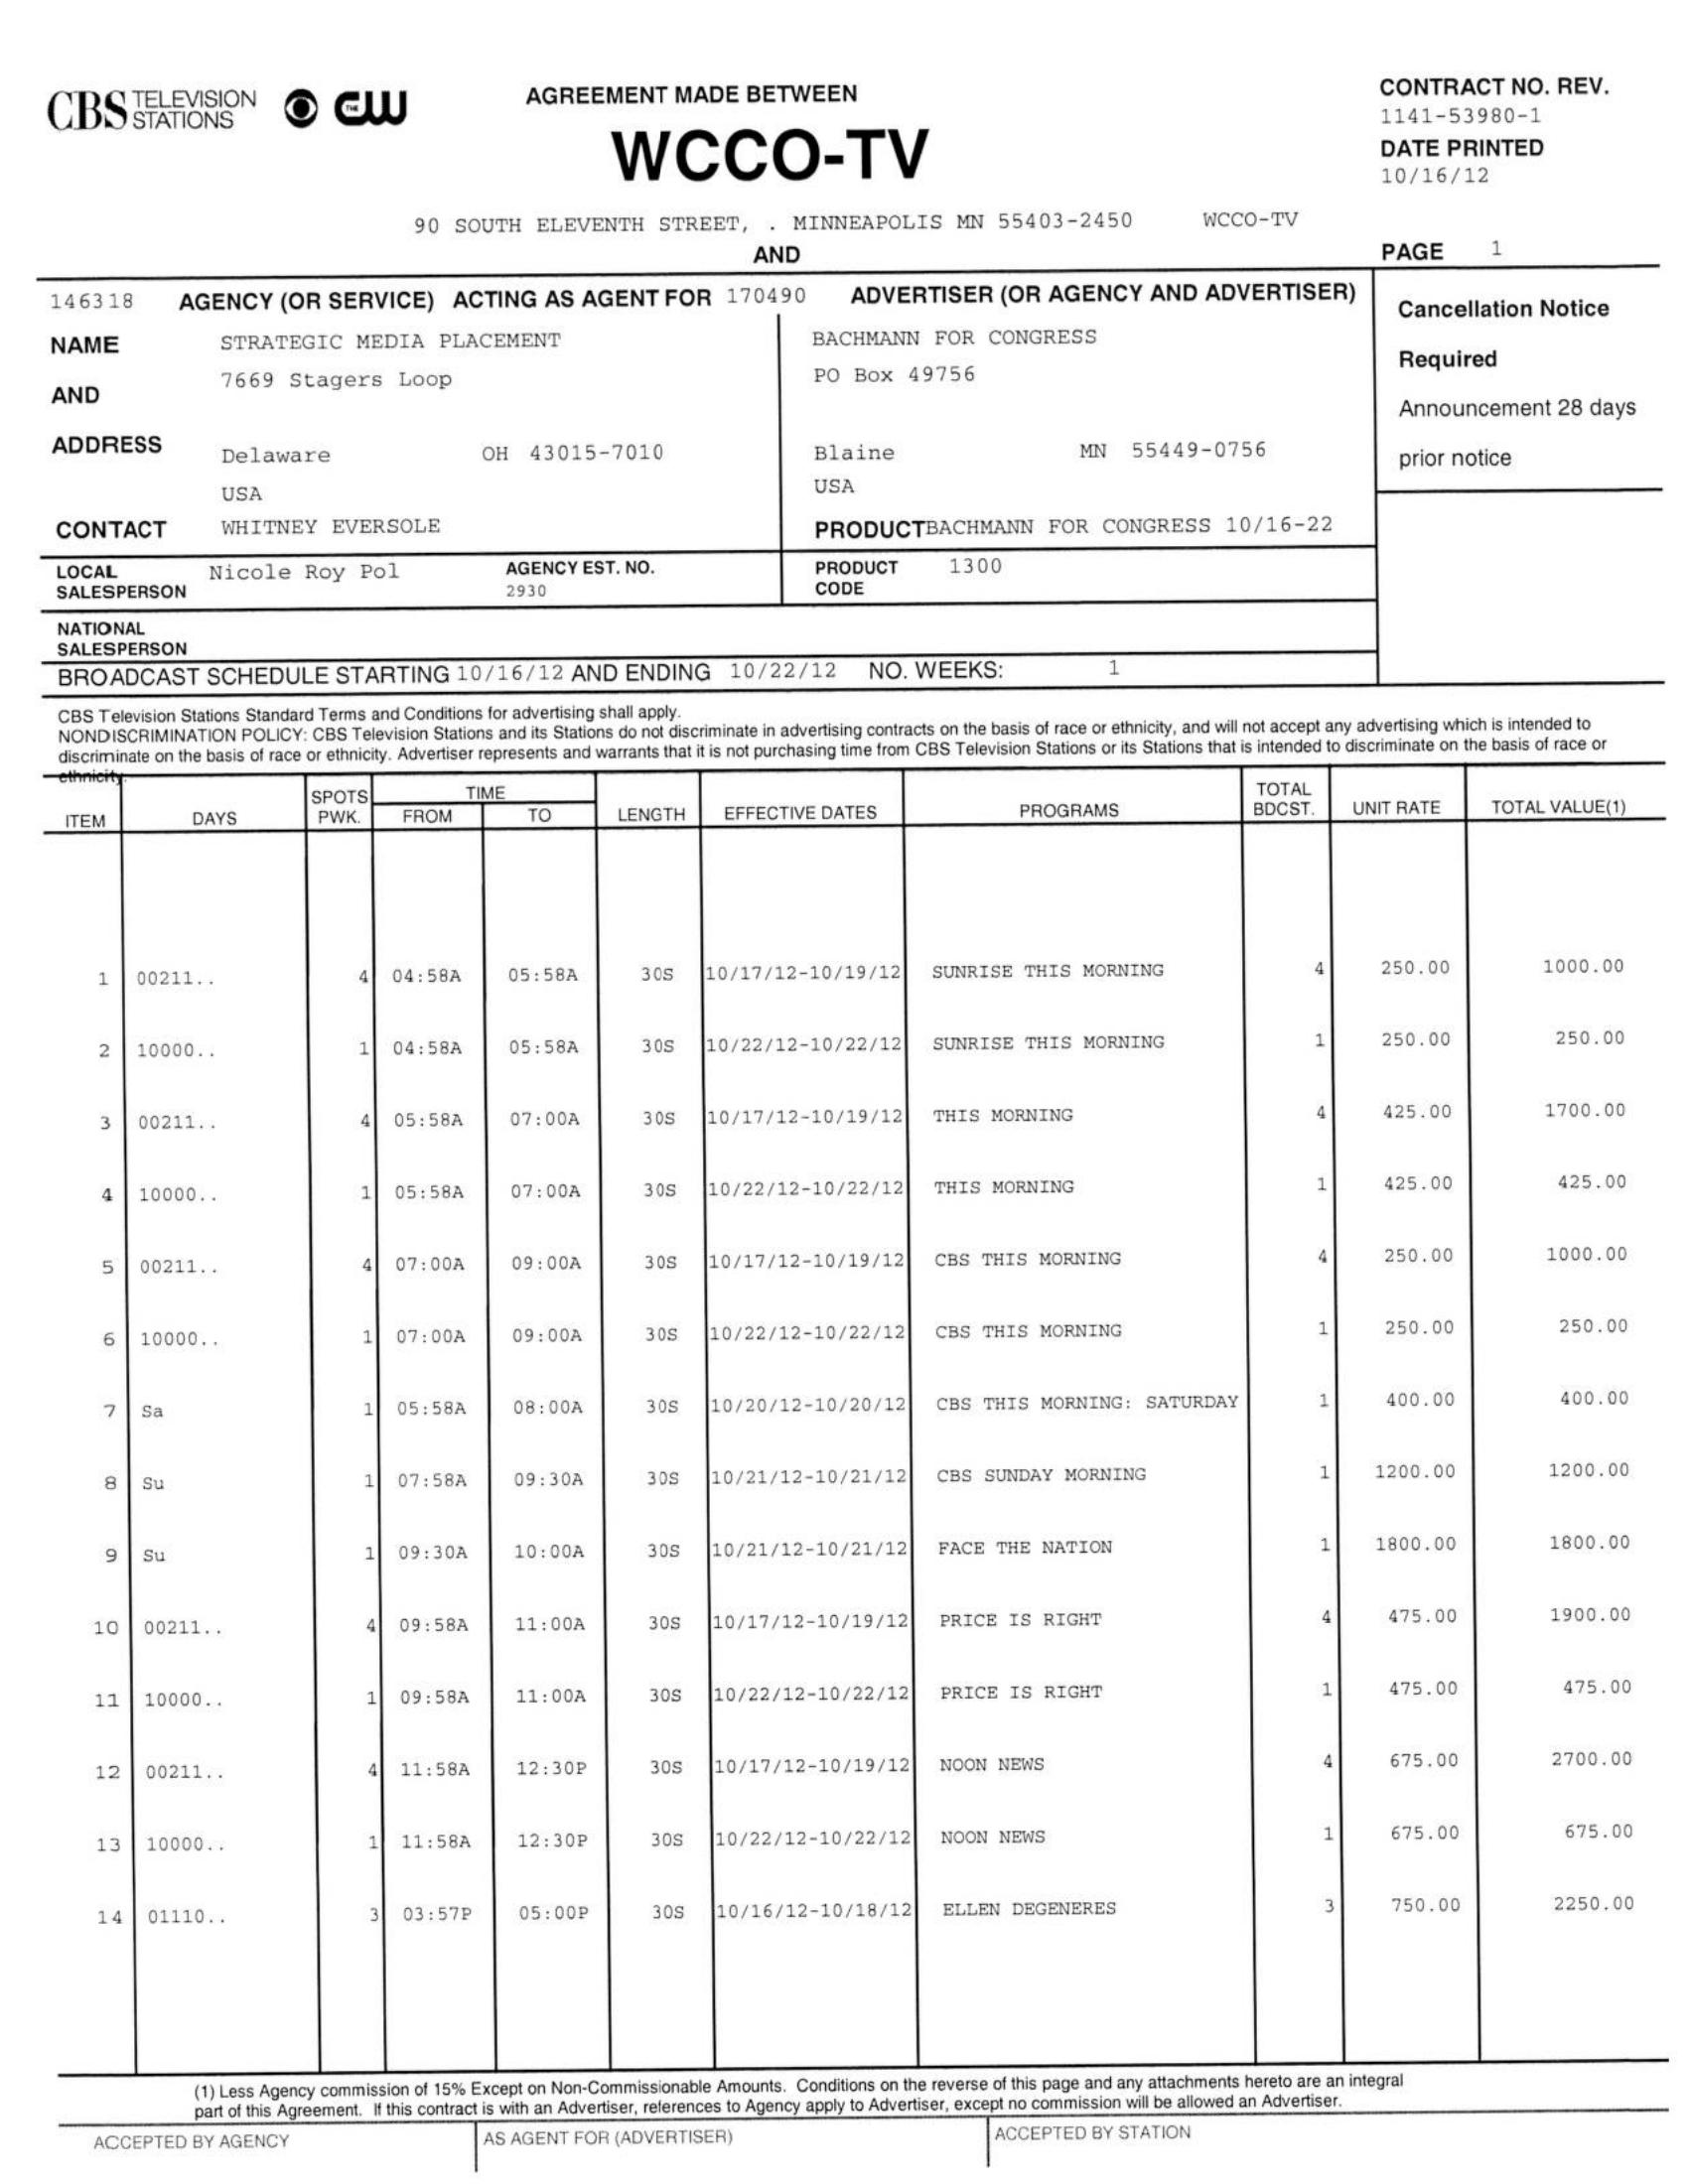 CBS TELEVISION STATIONS THE CW
AGREEMENT MADE BETWEEN
WCCO-TV
CONTRACT NO. REV.
1141-53980-1
DATE PRINTED
10/16/12
90 SOUTH ELEVENTH STREET, . MINNEAPOLIS MN 55403-2450 WCCO-TV
AND
PAGE 1
146318 AGENCY (OR SERVICE) ACTING AS AGENT FOR 170490 ADVERTISER (OR AGENCY AND ADVERTISER)
Cancellation Notice
Required
Announcement 28 days
prior notice
NAME STRATEGIC MEDIA PLACEMENT BACHMANN FOR CONGRESS
AND 7669 Stagers Loop PO Box 49756
ADDRESS Delaware OH 43015-7010 Blaine MN 55449-0756
USA USA
CONTACT WHITNEY EVERSOLE PRODUCT BACHMANN FOR CONGRESS 10/16-22
LOCAL SALESPERSON Nicole Roy Pol AGENCY EST. NO. 2930 PRODUCT CODE 1300
NATIONAL
SALESPERSON
BROADCAST SCHEDULE STARTING 10/16/12 AND ENDING 10/22/12 NO. WEEKS: 1
CBS Television Stations Standard Terms and Conditions for advertising shall apply.
NONDISCRIMINATION POLICY: CBS Television Stations and its Stations do not discriminate in advertising contracts on the basis of race or ethnicity, and will not accept any advertising which is intended to
discriminate on the basis of race or ethnicity. Advertiser represents and warrants that it is not purchasing time from CBS Television Stations or its Stations that is intended to discriminate on the basis of race or
ethnicity.
ITEM DAYS SPOTS PWK. TIME FROM TO LENGTH EFFECTIVE DATES PROGRAMS TOTAL BDCST. UNIT RATE TOTAL VALUE(1)
1 00211.. 4 04:58A 05:58A 30S 10/17/12-10/19/12 SUNRISE THIS MORNING 4 250.00 1000.00
2 10000.. 1 04:58A 05:58A 30S 10/22/12-10/22/12 SUNRISE THIS MORNING 1 250.00 250.00
3 00211.. 4 05:58A 07:00A 30S 10/17/12-10/19/12 THIS MORNING 4 425.00 1700.00
4 10000.. 1 05:58A 07:00A 30S 10/22/12-10/22/12 THIS MORNING 1 425.00 425.00
5 00211.. 4 07:00A 09:00A 30S 10/17/12-10/19/12 CBS THIS MORNING 4 250.00 1000.00
6 10000.. 1 07:00A 09:00A 30S 10/22/12-10/22/12 CBS THIS MORNING 1 250.00 250.00
7 Sa 1 05:58A 08:00A 30S 10/20/12-10/20/12 CBS THIS MORNING: SATURDAY 1 400.00 400.00
8 Su 1 07:58A 09:30A 30S 10/21/12-10/21/12 CBS SUNDAY MORNING 1 1200.00 1200.00
9 Su 1 09:30A 10:00A 30S 10/21/12-10/21/12 FACE THE NATION 1 1800.00 1800.00
10 00211.. 4 09:58A 11:00A 30S 10/17/12-10/19/12 PRICE IS RIGHT 4 475.00 1900.00
11 10000.. 1 09:58A 11:00A 30S 10/22/12-10/22/12 PRICE IS RIGHT 1 475.00 475.00
12 00211.. 4 11:58A 12:30P 30S 10/17/12-10/19/12 NOON NEWS 4 675.00 2700.00
13 10000.. 1 11:58A 12:30P 30S 10/22/12-10/22/12 NOON NEWS 1 675.00 675.00
14 01110.. 3 03:57P 05:00P 30S 10/16/12-10/18/12 ELLEN DEGENERES 3 750.00 2250.00
(1) Less Agency commission of 15% Except on Non-Commissionable Amounts. Conditions on the reverse of this page and any attachments hereto are an integral
part of this Agreement. If this contract is with an Advertiser, references to Agency apply to Advertiser, except no commission will be allowed an Advertiser.
ACCEPTED BY AGENCY AS AGENT FOR (ADVERTISER) ACCEPTED BY STATION